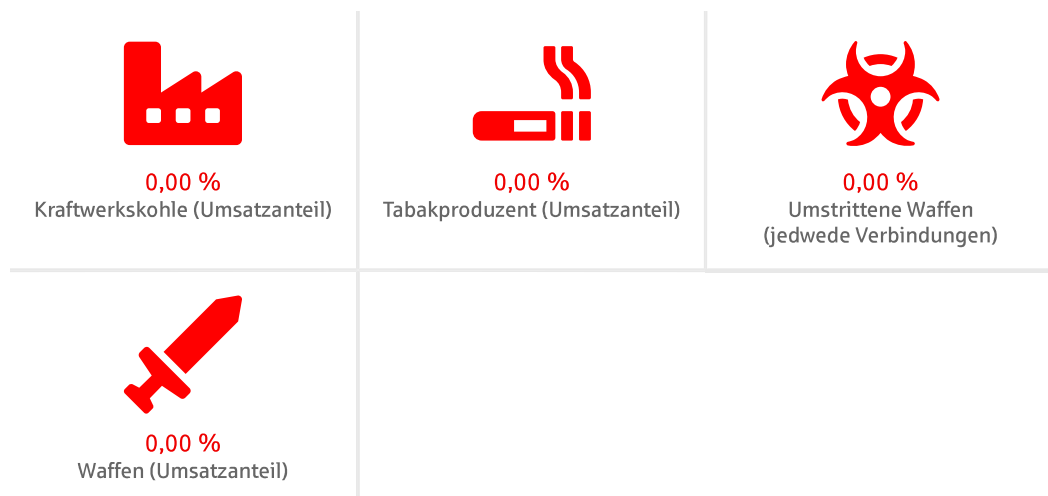 0,00 %
Kraftwerkskohle (Umsatzanteil)
0,00 %
Tabakproduzent (Umsatzanteil)
0,00 %
Umstrittene Waffen
(jedwede Verbindungen)
0,00 %
Waffen (Umsatzanteil)